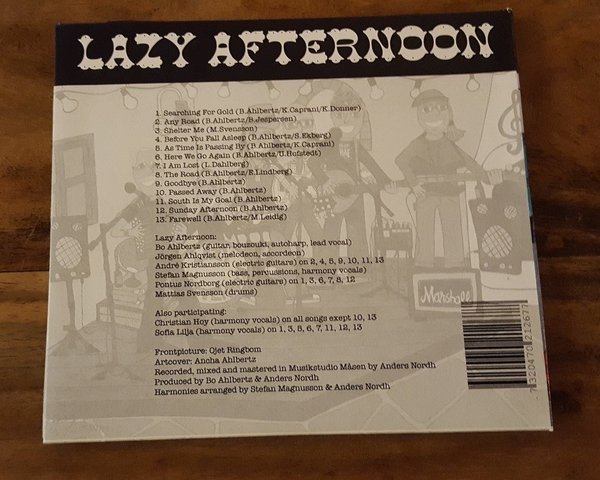 LAZY AFTERNOON
1. Searching For Gold (B.Ahlbertz/K.Caprani/K.Donner)
2. Any Road (B.Ahlbertz/B.Jespersen)
3. Shelter Me (M.Svensson)
4. Before You Fall Asleep (B.Ahlbertz/S.Ekberg)
5. As Time Is Passing By (B.Ahlbertz/K.Caprani)
6. Here We Go Again (B.Ahlbertz/U.Hofstedt)
7. I Am Lost (L.Dahlberg)
8. The Road (B.Ahlbertz/E.Lindberg)
9. Goodbye (B.Ahlbertz)
10. Passed Away (B.Ahlbertz)
11. South Is My Goal (B.Ahlbertz)
12. Sunday Afternoon (B.Ahlbertz)
13. Farewell (B.Ahlbertz/M.Leidig)
Lazy Afternoon:
Bo Ahlbertz (guitar, bouzouki, autoharp, lead vocal)
Jörgen Ahlqvist (melodeon, accordeon)
André Kristiansson (electric guitars) on 2, 4, 5, 9, 10, 11, 13
Stefan Magnusson (bass, percussions, harmony vocals)
Pontus Nordborg (electric guitars) on 1, 3, 6, 7, 8, 12
Mattias Svensson (drums)
Also participating:
Christian Hoy (harmony vocals) on all songs exept 10, 13
Sofia Lilja (harmony vocals) on 1, 3, 5, 6, 7, 11, 12, 13
Frontpicture: Qjet Ringbom
Artcover: Ancha Ahlbertz
Recorded, mixed and mastered in Musikstudio Måsen by Anders Nordh
Produced by Bo Ahlbertz & Anders Nordh
Harmonies arranged by Stefan Magnusson & Anders Nordh
Marshall
7 320470 212677